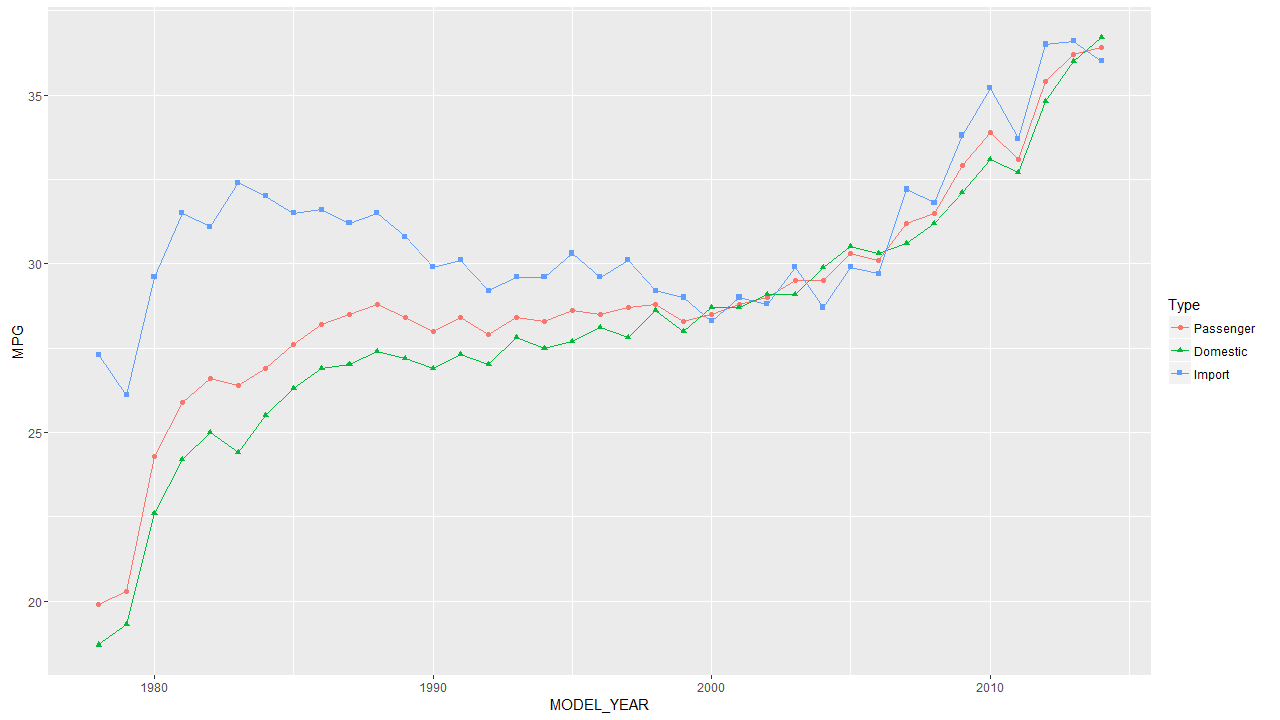 35
30
25
20
MPG
1980
1990
2000
2010
MODEL_YEAR
Type
Passenger
Domestic
Import